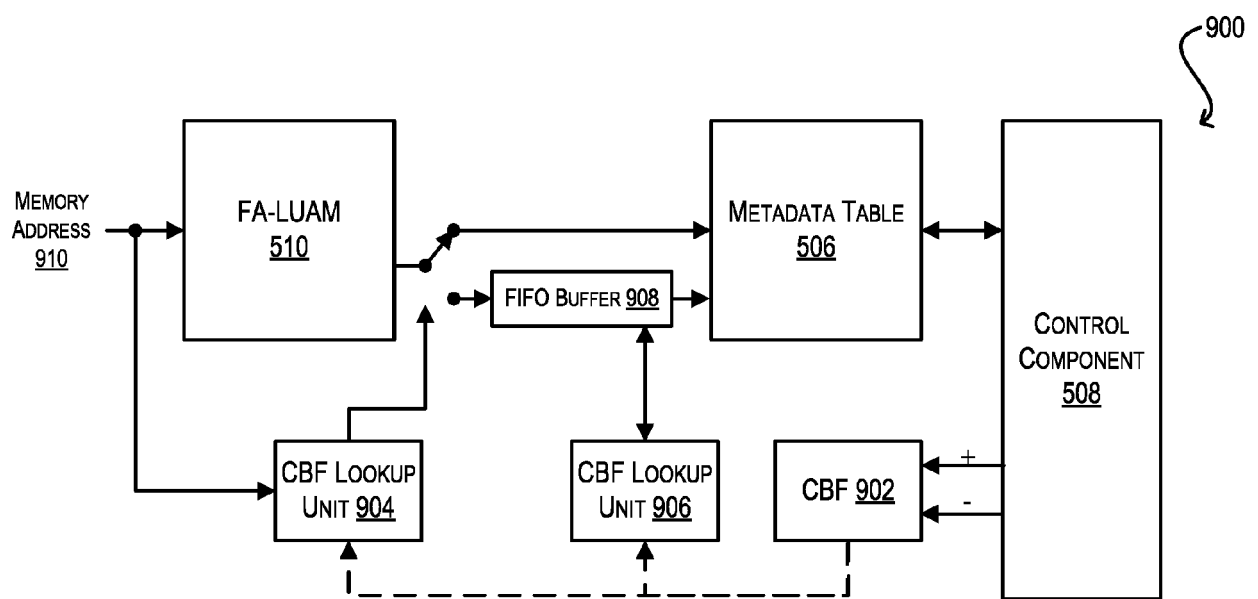 900
MEMORY
ADDRESS
910
FA-LUAM
510
METADATA TABLE
506
FIFO BUFFER 908
CONTROL
COMPONENT
508
CBF LOOKUP
UNIT 904
CBF LOOKUP
UNIT 906
CBF 902
+
-